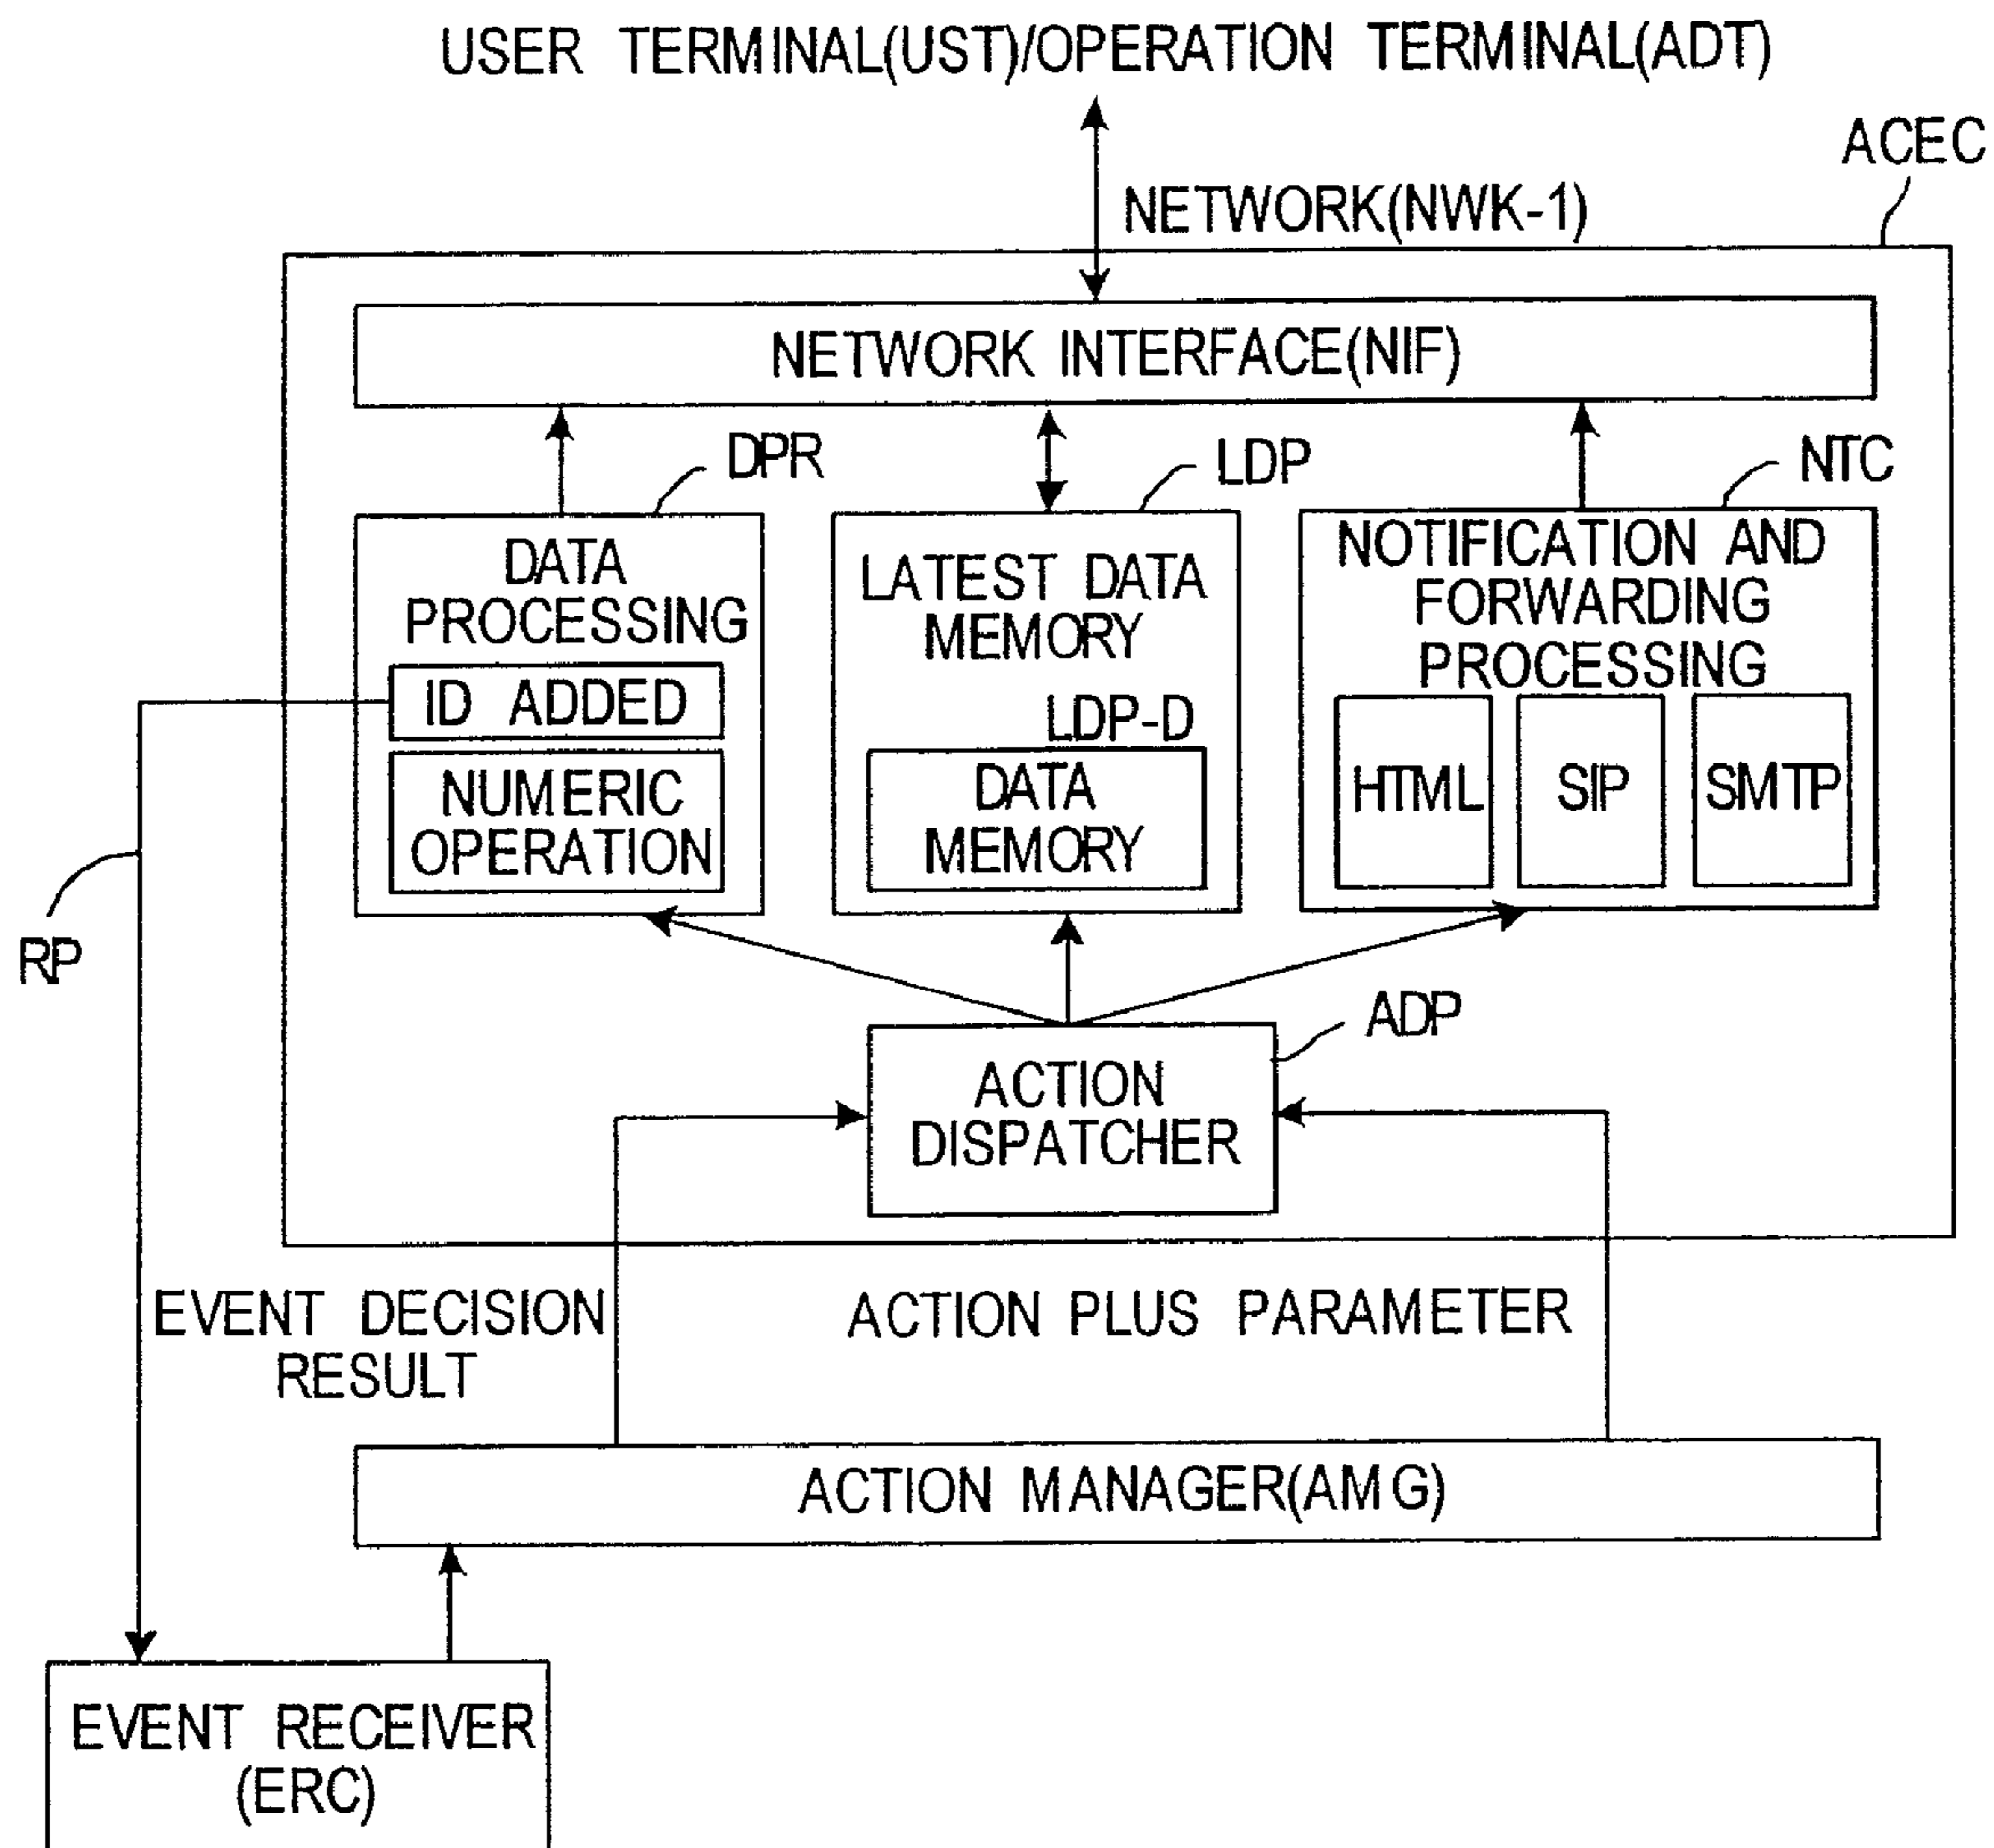 USER TERMINAL(UST)/OPERATION TERMINAL(ADT)
ACEC
NETWORK(NWK-1)
NETWORK INTERFACE(NIF)
DPR
LDP
NTC
DATA
PROCESSING
ID ADDED
NUMERIC
OPERATION
LATEST DATA
MEMORY
LDP-D
DATA
MEMORY
NOTIFICATION AND
FORWARDING
PROCESSING
HTML
SIP
SMTP
RP
ADP
ACTION
DISPATCHER
EVENT DECISION
RESULT
ACTION PLUS PARAMETER
ACTION MANAGER(AMG)
EVENT RECEIVER
(ERC)